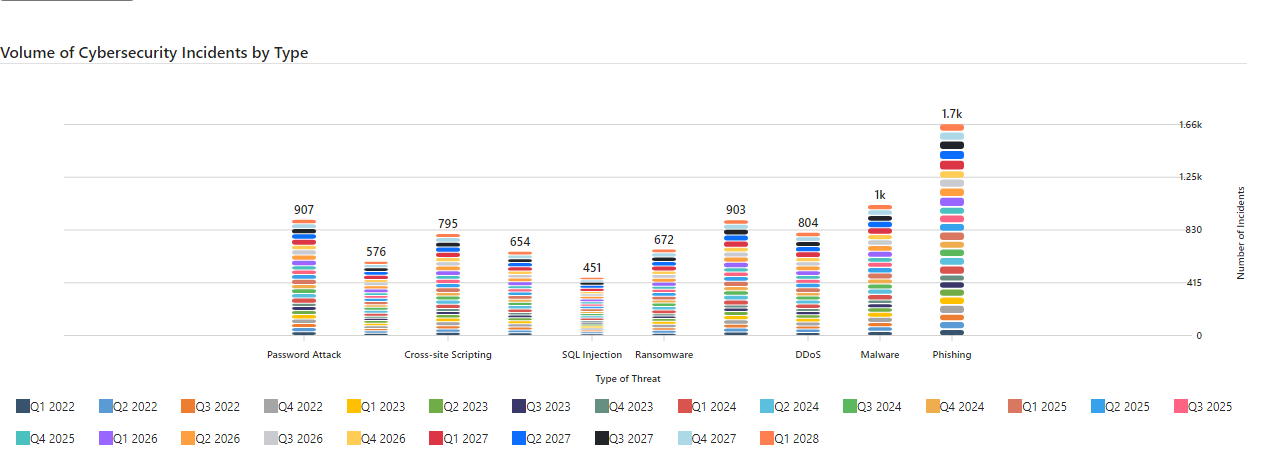 Volume of Cybersecurity Incidents by Type
1.7k
1.66k
1.25k
1k
907
903
830
795
804
576
654
672
451
415
0
Number of Incidents
Password Attack Cross-site Scripting SQL Injection Ransomware DDoS Malware Phishing
Type of Threat
Q1 2022 Q2 2022 Q3 2022 Q4 2022 Q1 2023 Q2 2023 Q3 2023 Q4 2023 Q1 2024 Q2 2024 Q3 2024 Q4 2024 Q1 2025 Q2 2025 Q3 2025
Q4 2025 Q1 2026 Q2 2026 Q3 2026 Q4 2026 Q1 2027 Q2 2027 Q3 2027 Q4 2027 Q1 2028